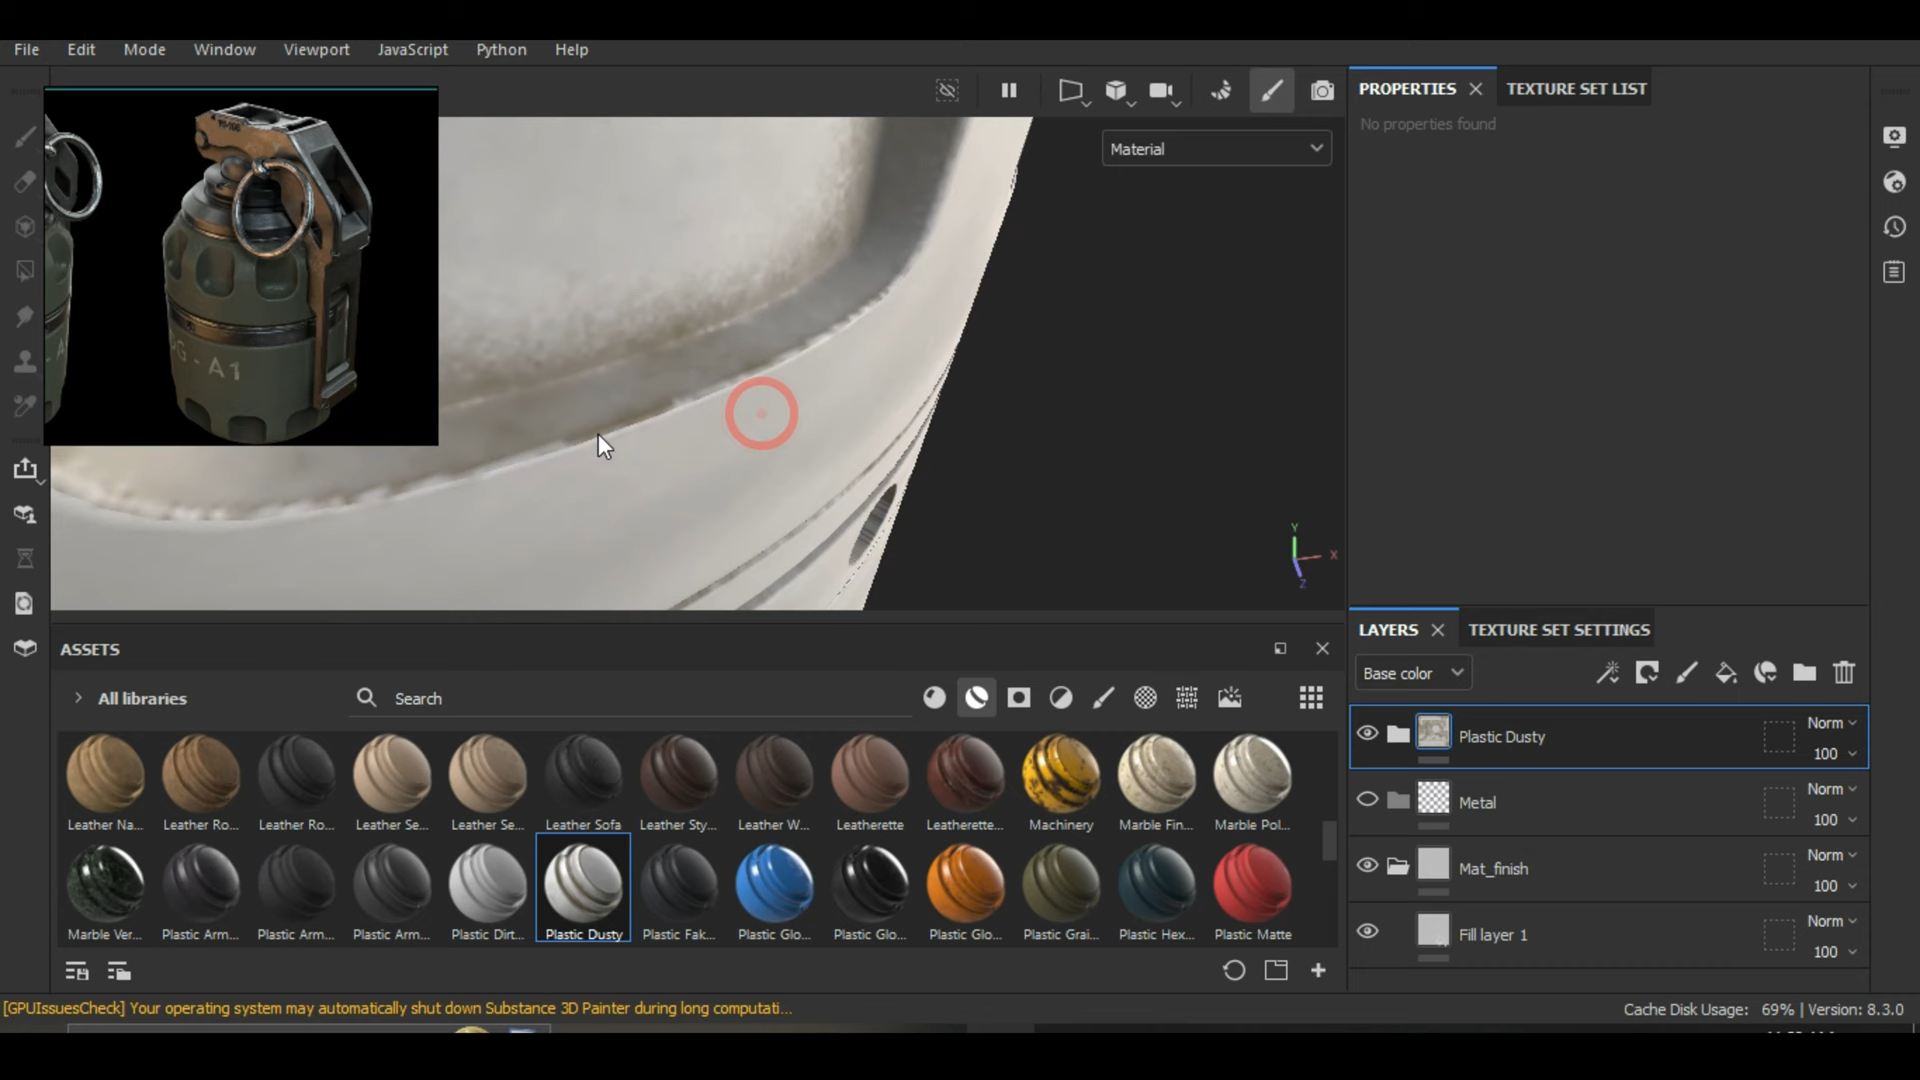 File Edit Mode Window Viewport JavaScript Python Help
PROPERTIES TEXTURE SET LIST
No properties found
Material
- A1
Y
X
Z
ASSETS
All libraries Search
Leather Na... Leather Ro... Leather Ro... Leather Se... Leather Se... Leather Sofa Leather Sty... Leather W... Leatherette Leatherette... Machinery Marble Fin... Marble Pol...
Marble Ver... Plastic Arm... Plastic Arm... Plastic Arm... Plastic Dirt... Plastic Dusty Plastic Fak... Plastic Glo... Plastic Glo... Plastic Glo... Plastic Grai... Plastic Hex... Plastic Matte
LAYERS TEXTURE SET SETTINGS
Base color
Plastic Dusty Norm
100
Metal Norm
100
Mat_finish Norm
100
Fill layer 1 Norm
100
[GPUIssuesCheck] Your operating system may automatically shut down Substance 3D Painter during long computati...
Cache Disk Usage: 69% | Version: 8.3.0